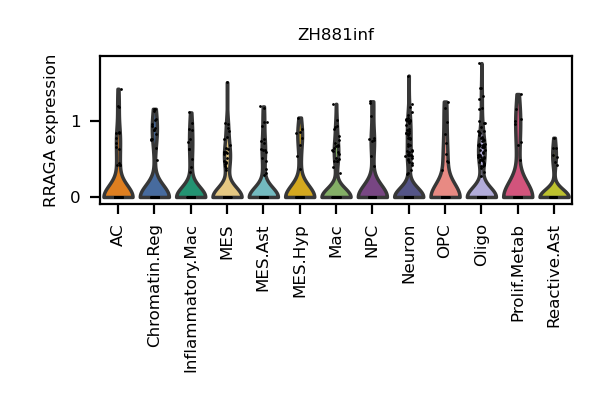 ZH881inf
RRAGA expression
1
0
AC
Chromatin.Reg
Inflammatory.Mac
MES
MES.Ast
MES.Hyp
Mac
NPC
Neuron
OPC
Oligo
Prolif.Metab
Reactive.Ast